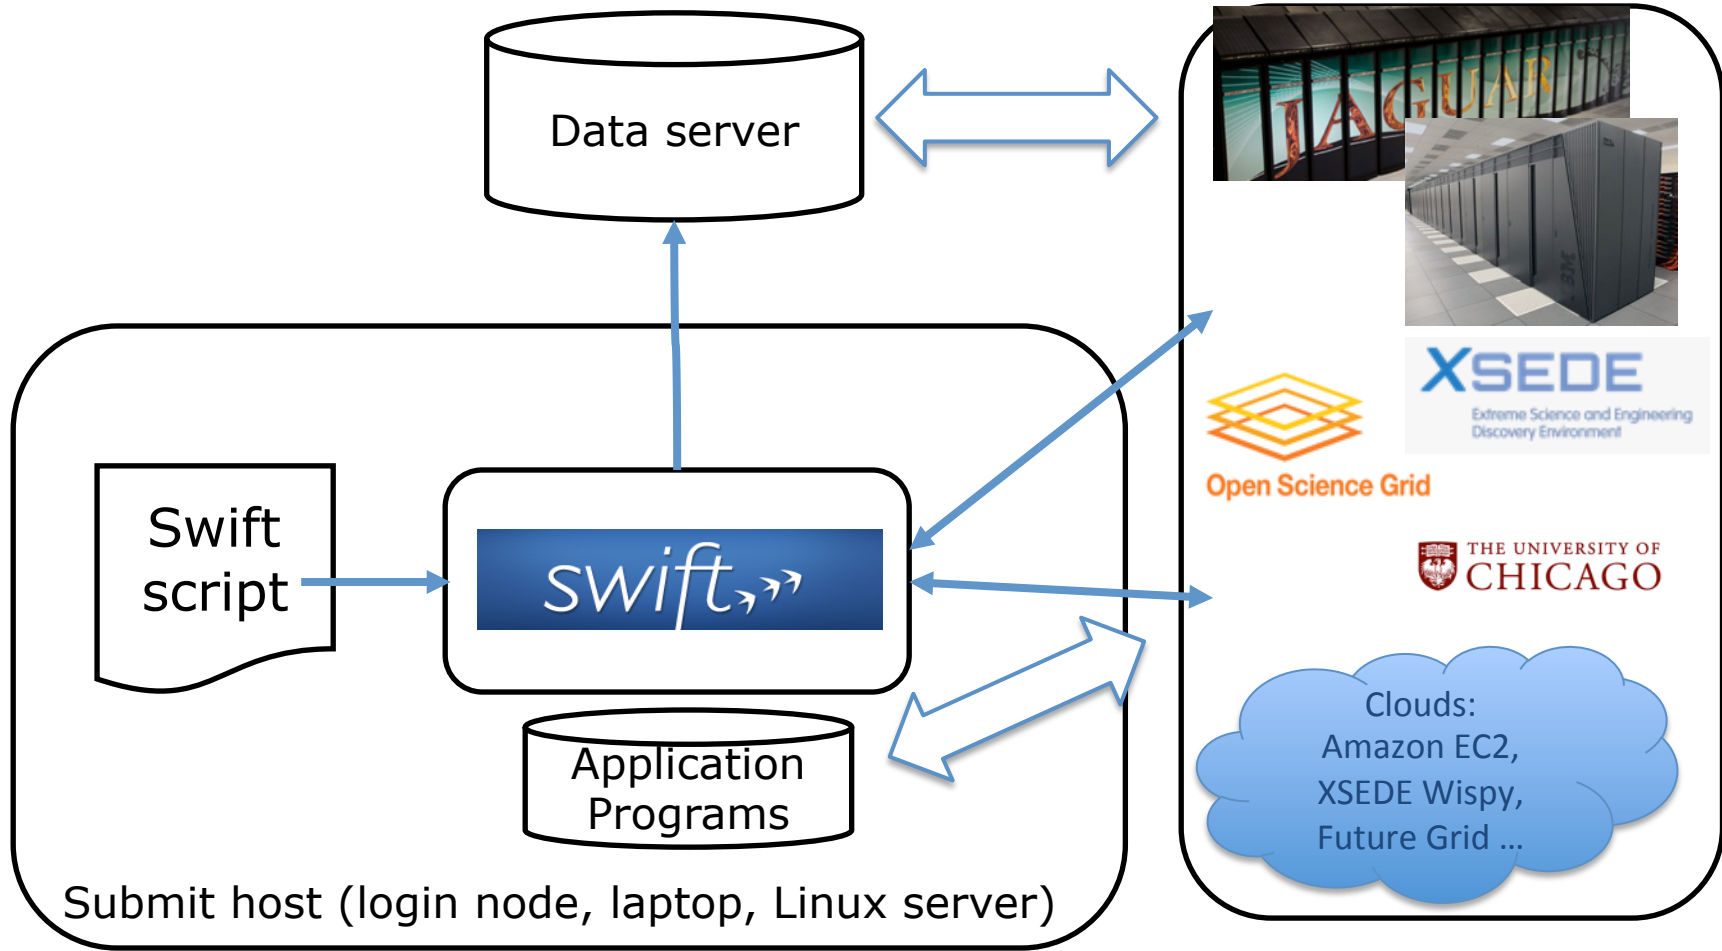 Data server
JAGUAR
IBM
XSEDE
Extreme Science and Engineering
Discovery Environment
Open Science Grid
THE UNIVERSITY OF
CHICAGO
Swift
script
swift
Application
Programs
Clouds:
Amazon EC2,
XSEDE Wispy,
Future Grid ...
Submit host (login node, laptop, Linux server)